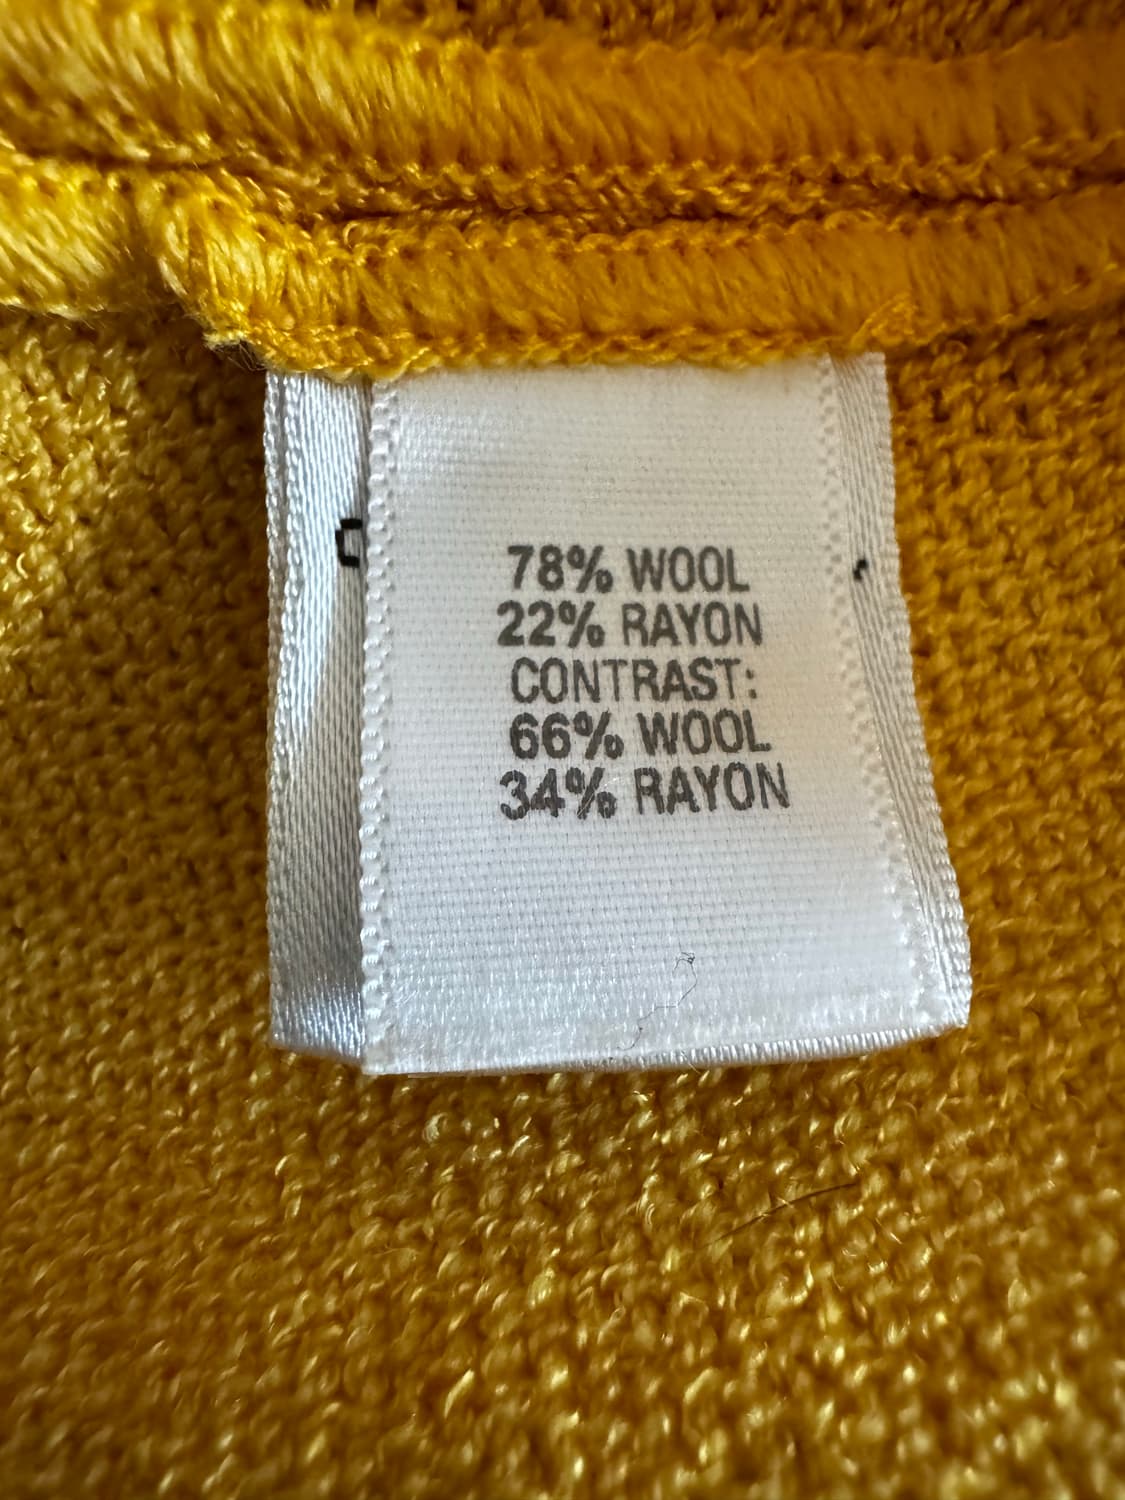 78% WOOL
22% RAYON
CONTRAST:
66% WOOL
34% RAYON